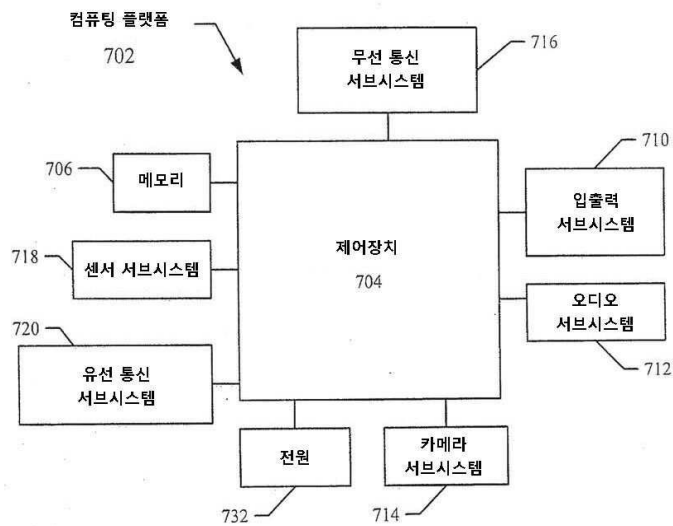 컴퓨팅 플랫폼
702
무선 통신
서브시스템
716
706
메모리
710
입출력
서브시스템
718
센서 서브시스템
제어장치
704
720
유선 통신
서브시스템
오디오
서브시스템
712
전원
732
카메라
서브시스템
714